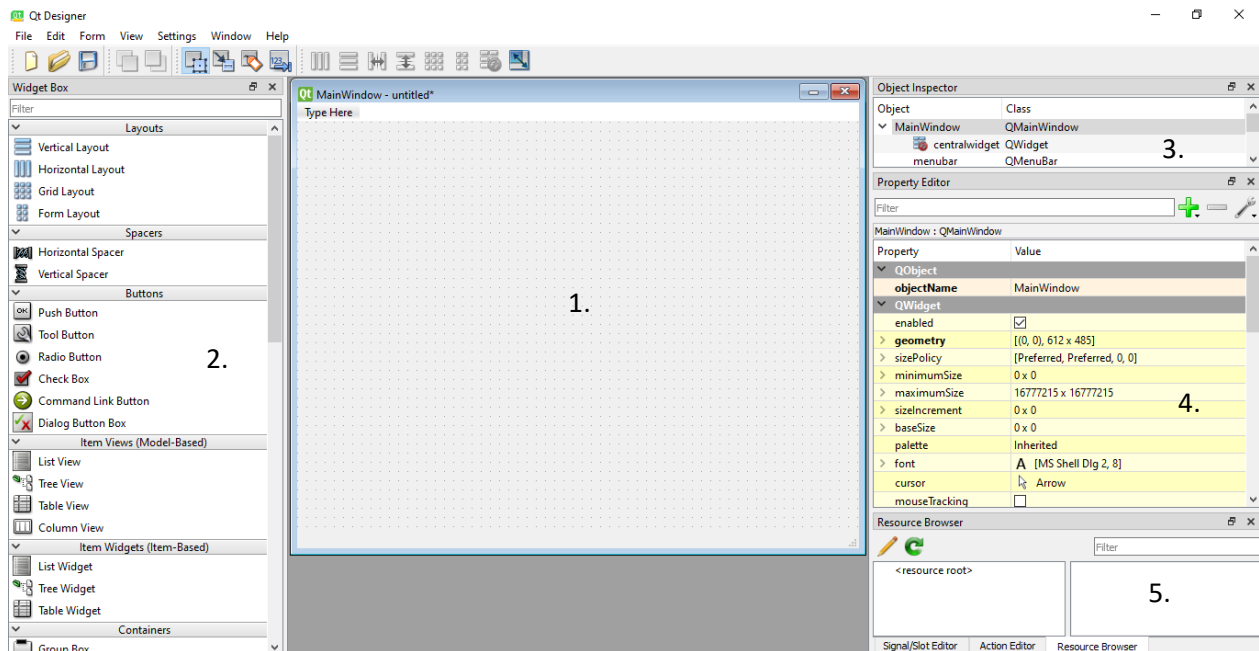 Qt Designer
File Edit Form View Settings Window Help
Widget Box
Filter
Layouts
Vertical Layout
Horizontal Layout
Grid Layout
Form Layout
Spacers
Horizontal Spacer
Vertical Spacer
Buttons
OK Push Button
Tool Button
Radio Button
Check Box
Command Link Button
Dialog Button Box
Item Views (Model-Based)
List View
Tree View
Table View
Column View
Item Widgets (Item-Based)
List Widget
Tree Widget
Table Widget
Containers
Group Box
2.
Qt MainWindow - untitled*
Type Here
1.
Object Inspector
Object Class
MainWindow QMainWindow
centralwidget QWidget
menubar QMenuBar
3.
Property Editor
Filter
MainWindow : QMainWindow
Property Value
QObject
objectName MainWindow
QWidget
enabled
geometry [(0, 0), 612 x 485]
sizePolicy [Preferred, Preferred, 0, 0]
minimumSize 0 x 0
maximumSize 16777215 x 16777215
sizeIncrement 0 x 0
baseSize 0 x 0
palette Inherited
font A [MS Shell Dlg 2, 8]
cursor Arrow
mouseTracking
4.
Resource Browser
Filter
<resource root>
5.
Signal/Slot Editor Action Editor Resource Browser